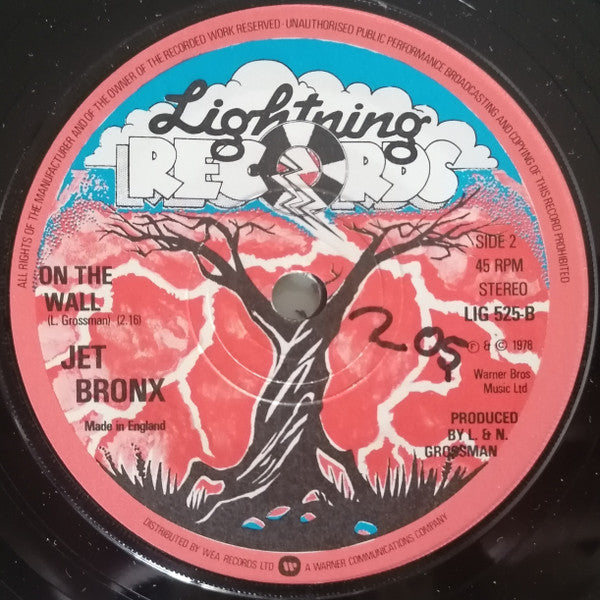 ALL RIGHTS OF THE MANUFACTURER AND OF THE OWNER OF THE RECORDED WORK RESERVED · UNAUTHORISED PUBLIC PERFORMANCE BROADCASTING AND COPYING OF THIS RECORD PROHIBITED
Lightning
RECORDS
ON THE
WALL
(L. Grossman) (2.16)
JET
BRONX
Made in England
SIDE 2
45 RPM
STEREO
LIG 525-B
Ⓟ & © 1978
Warner Bros
Music Ltd
PRODUCED
BY L. & N.
GROSSMAN
205
DISTRIBUTED BY WEA RECORDS LTD A WARNER COMMUNICATIONS COMPANY